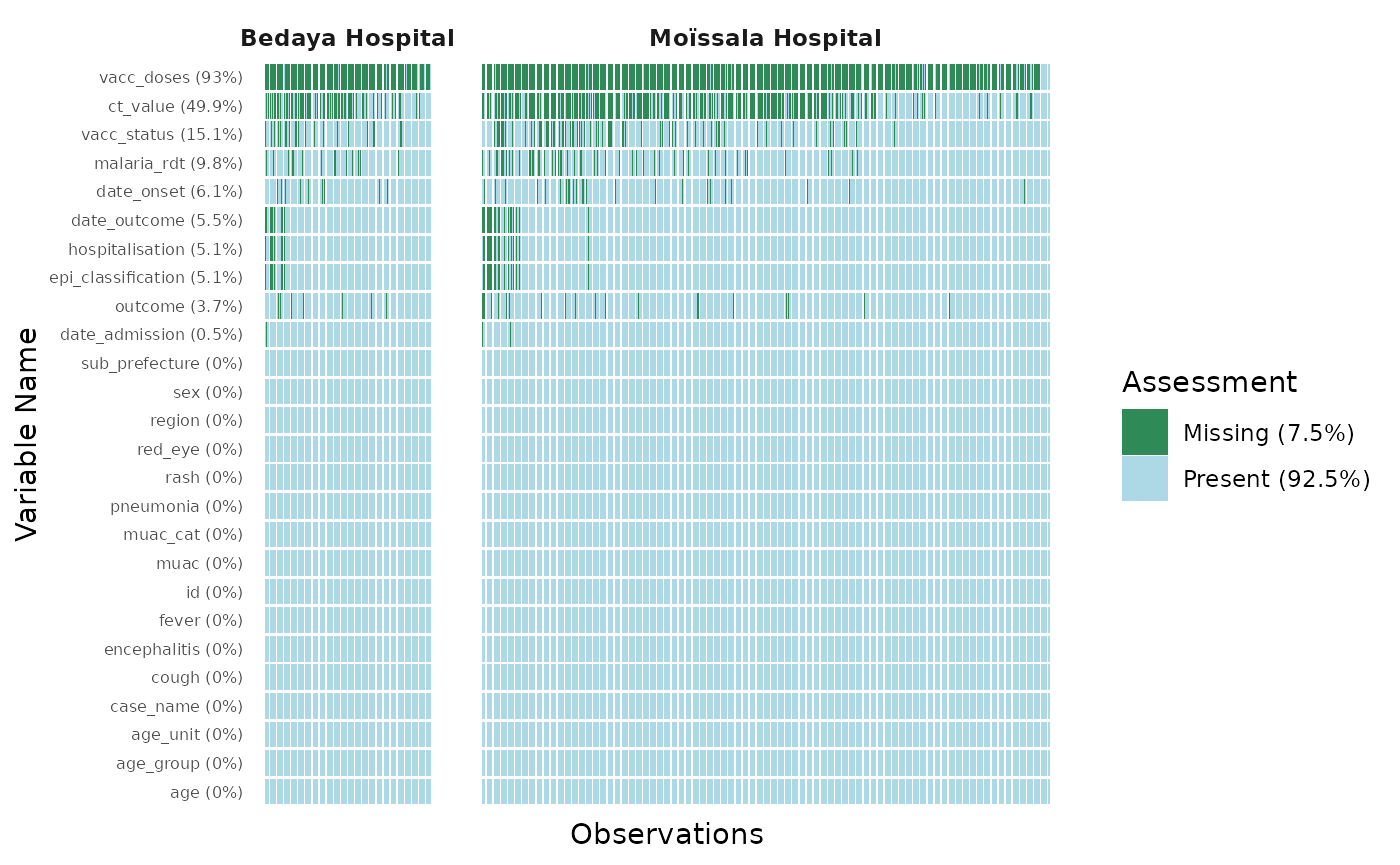 Bedaya Hospital
Moïssala Hospital
vacc_doses (93%)
ct_value (49.9%)
vacc_status (15.1%)
malaria_rdt (9.8%)
date_onset (6.1%)
date_outcome (5.5%)
hospitalisation (5.1%)
epi_classification (5.1%)
outcome (3.7%)
date_admission (0.5%)
sub_prefecture (0%)
sex (0%)
region (0%)
red_eye (0%)
rash (0%)
pneumonia (0%)
muac_cat (0%)
muac (0%)
id (0%)
fever (0%)
encephalitis (0%)
cough (0%)
case_name (0%)
age_unit (0%)
age_group (0%)
age (0%)
Variable Name
Observations
Assessment
Missing (7.5%)
Present (92.5%)